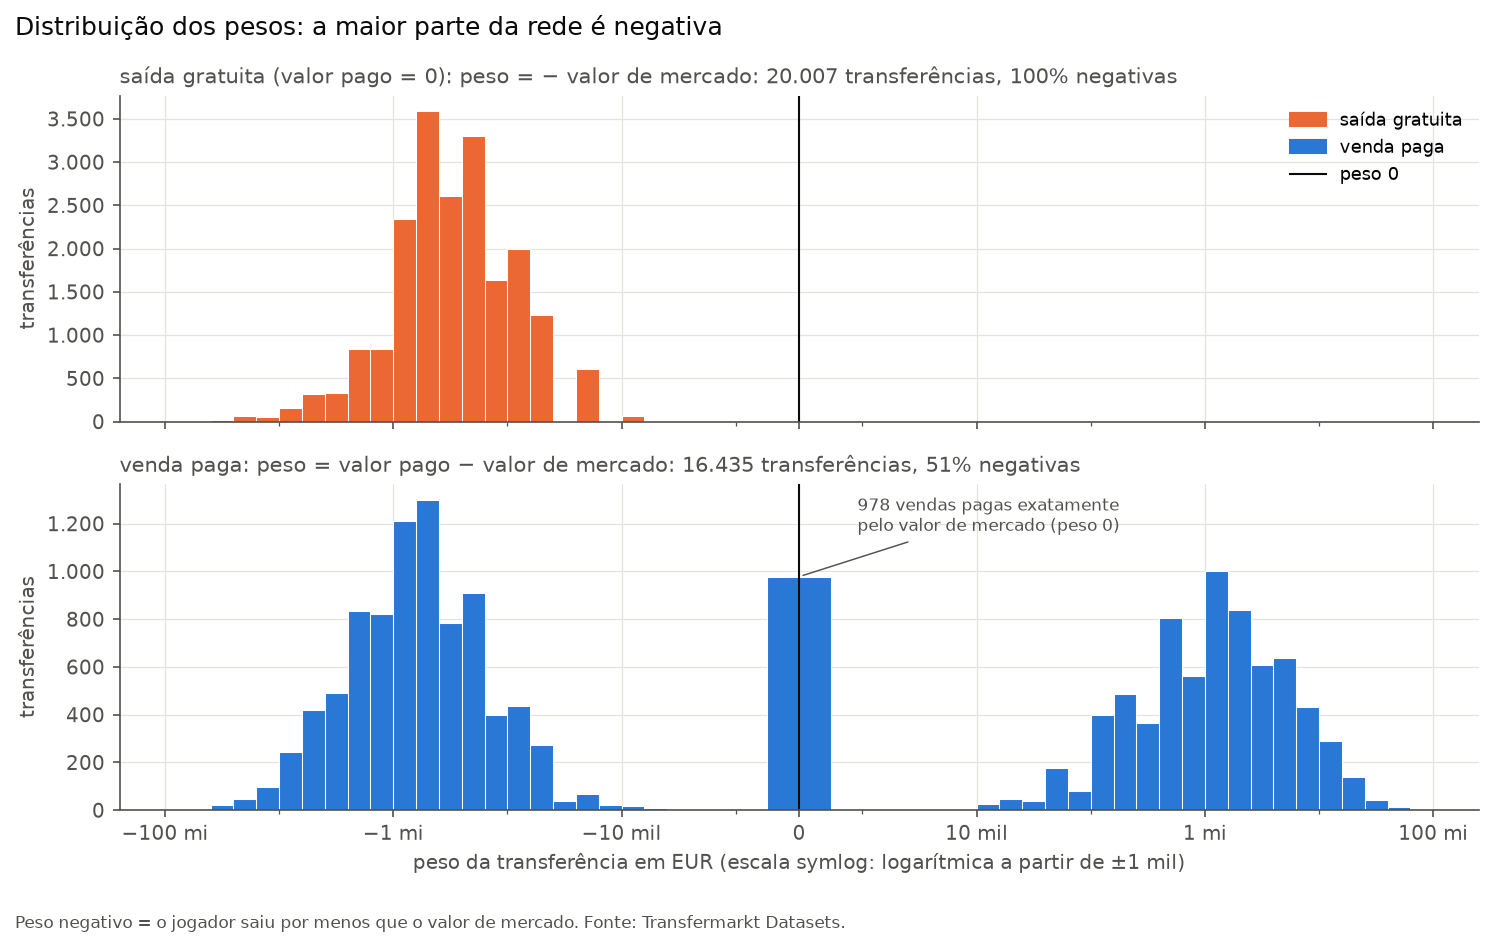 Distribuição dos pesos: a maior parte da rede é negativa
saída gratuita (valor pago = 0): peso = − valor de mercado: 20.007 transferências, 100% negativas
3.500
3.000
2.500
2.000
1.500
1.000
500
0
transferências
saída gratuita
venda paga
peso 0
venda paga: peso = valor pago − valor de mercado: 16.435 transferências, 51% negativas
1.200
1.000
800
600
400
200
0
transferências
978 vendas pagas exatamente
pelo valor de mercado (peso 0)
−100 mi
−1 mi
−10 mil
0
10 mil
1 mi
100 mi
peso da transferência em EUR (escala symlog: logarítmica a partir de ±1 mil)
Peso negativo = o jogador saiu por menos que o valor de mercado. Fonte: Transfermarkt Datasets.